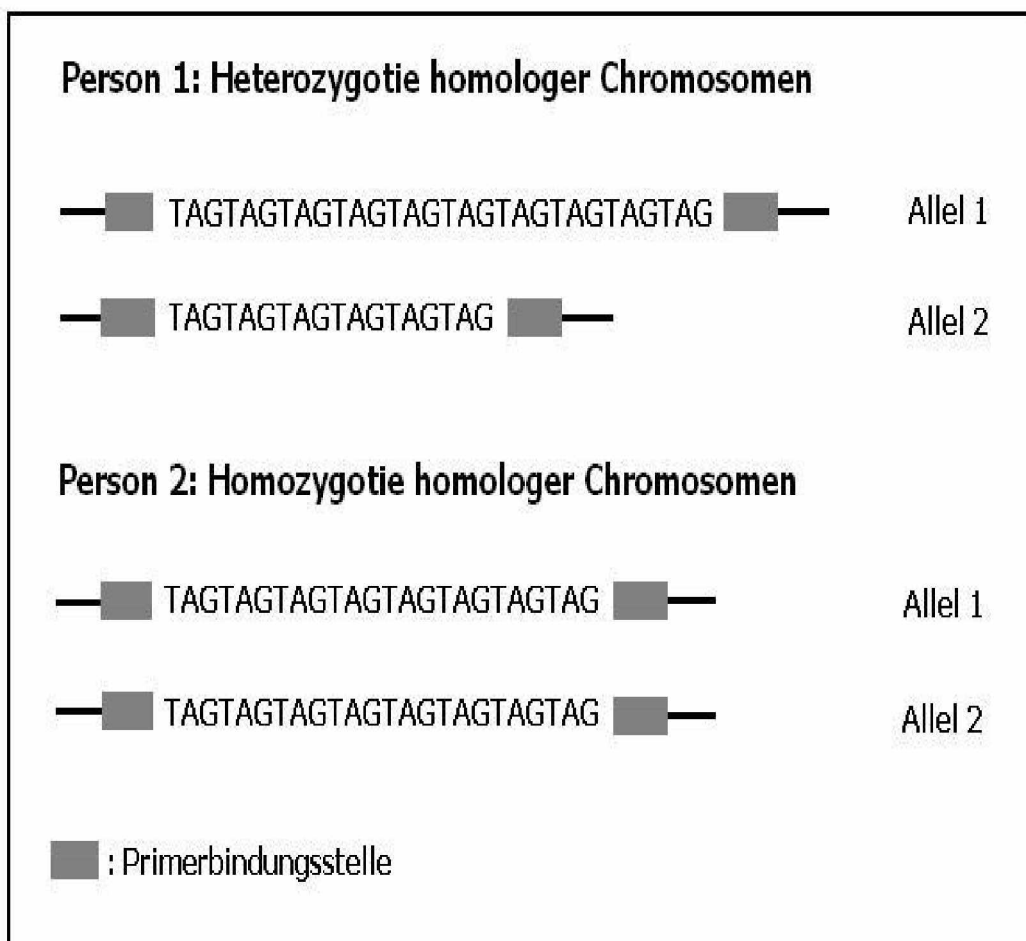 Person 1: Heterozygotie homologer Chromosomen
TAGTAGTAGTAGTAGTAGTAGTAGTAGTAG Allel 1
TAGTAGTAGTAGTAGTAG Allel 2
Person 2: Homozygotie homologer Chromosomen
TAGTAGTAGTAGTAGTAGTAGTAG Allel 1
TAGTAGTAGTAGTAGTAGTAGTAG Allel 2
: Primerbindungsstelle